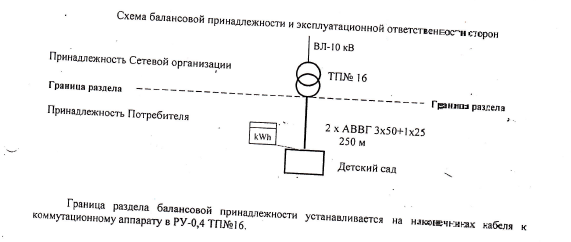 Схема балансовой принадлежности и эксплуатационной ответственности сторон
ВЛ-10 кВ
Принадлежность Сетевой организации
ТП№ 16
Граница раздела
Граница раздела
Принадлежность Потребителя
2 х АВВГ 3х50+1х25
250 м
kWh
Детский сад
Граница раздела балансовой принадлежности устанавливается на наконечниках кабеля к
коммутационному аппарату в РУ-0,4 ТП№16.